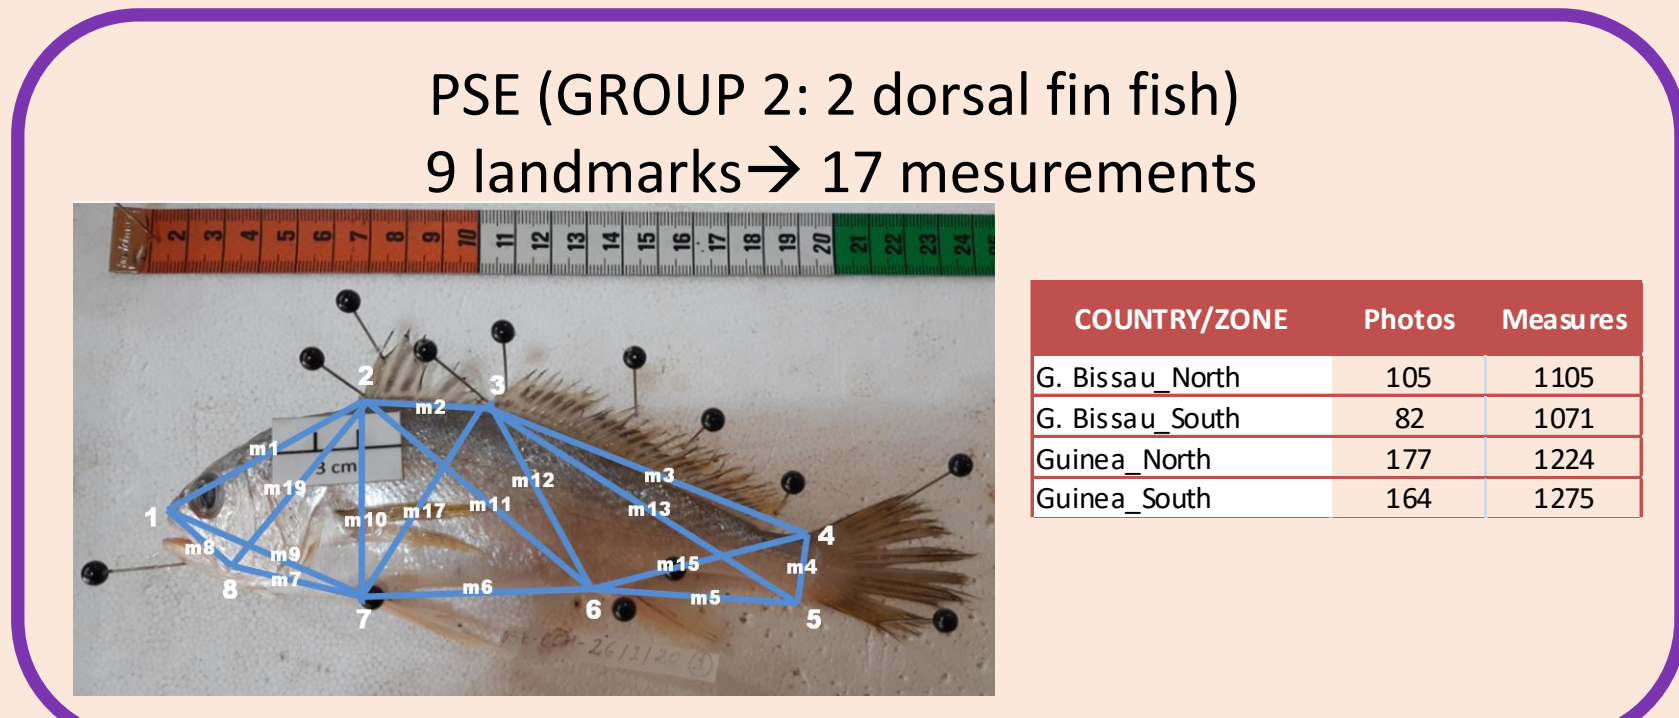 PSE (GROUP 2: 2 dorsal fin fish)
9 landmarks→ 17 mesurements
2 3 4 5 6 7 8 9 10 11 12 13 14 15 16 17 18 19 20 21 22 23 24
2
3
m2
m1
3 cm
m19
m12
m3
m11
m13
m10
m17
1
4
m8
m9
m15
m4
8
m7
m6
m5
7
6
5
COUNTRY/ZONE Photos Measures
G. Bissau_North 105 1105
G. Bissau_South 82 1071
Guinea_North 177 1224
Guinea_South 164 1275